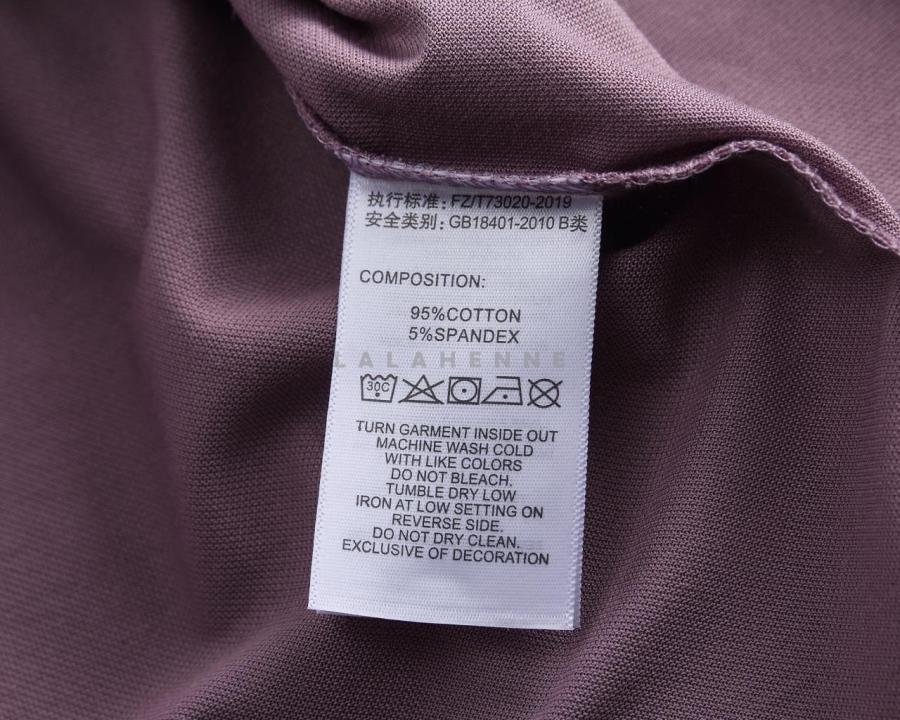 执行标准: FZ/T73020-2019
安全类别: GB18401-2010 B类
COMPOSITION:
95%COTTON
5%SPANDEX
LALAHENNE
30C
TURN GARMENT INSIDE OUT
MACHINE WASH COLD
WITH LIKE COLORS
DO NOT BLEACH.
TUMBLE DRY LOW
IRON AT LOW SETTING ON
REVERSE SIDE.
DO NOT DRY CLEAN.
EXCLUSIVE OF DECORATION